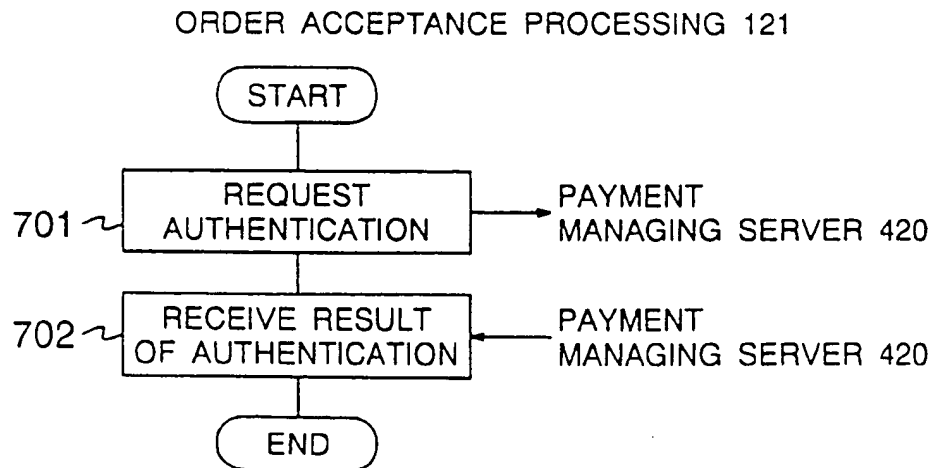 ORDER ACCEPTANCE PROCESSING 121
START
701
REQUEST
AUTHENTICATION
PAYMENT
MANAGING SERVER 420
702
RECEIVE RESULT
OF AUTHENTICATION
PAYMENT
MANAGING SERVER 420
END